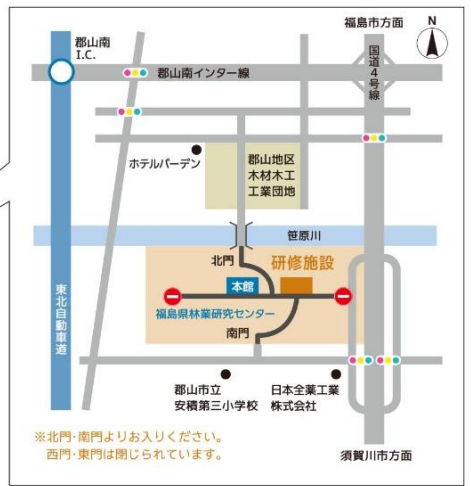 福島市方面
N
郡山南
I.C.
郡山南インター線
国道4号線
ホテルバーデン
郡山地区
木材木工
工業団地
笹原川
北門
研修施設
本館
東北自動車道
福島県林業研究センター
南門
郡山市立
安積第三小学校
日本全薬工業
株式会社
※北門・南門よりお入りください。
西門・東門は閉じられています。
須賀川市方面